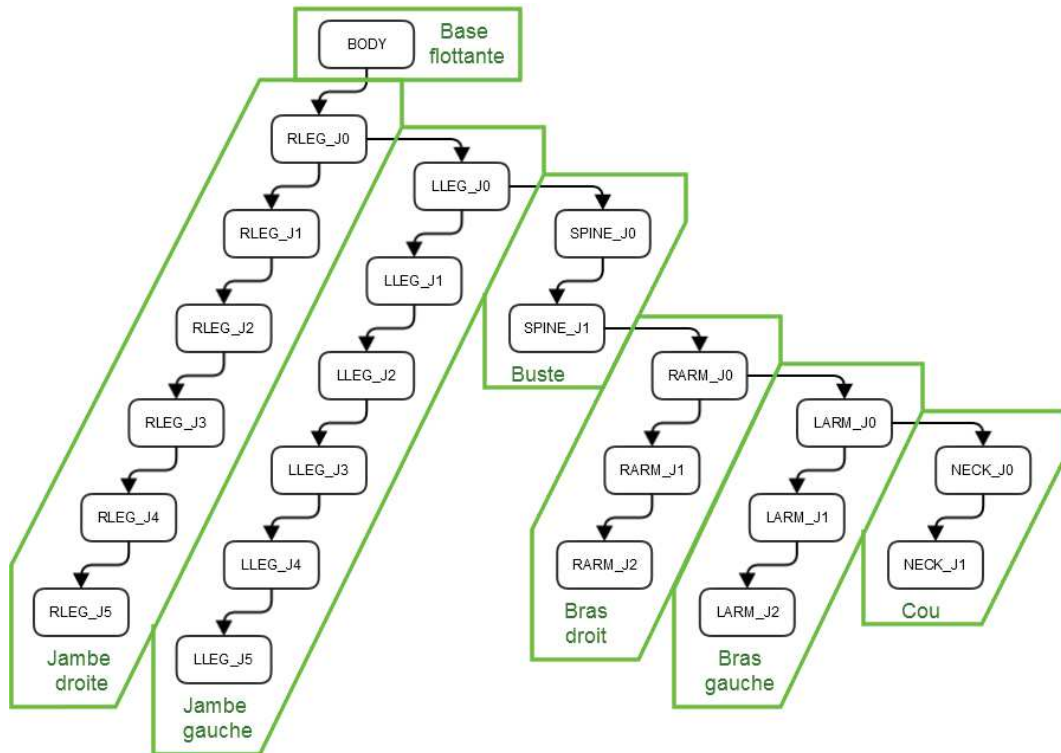 BODY
Base
flottante
RLEG_J0
RLEG_J1
RLEG_J2
RLEG_J3
RLEG_J4
RLEG_J5
Jambe
droite
LLEG_J0
LLEG_J1
LLEG_J2
LLEG_J3
LLEG_J4
LLEG_J5
Jambe
gauche
SPINE_J0
SPINE_J1
Buste
RARM_J0
RARM_J1
RARM_J2
Bras
droit
LARM_J0
LARM_J1
LARM_J2
Bras
gauche
NECK_J0
NECK_J1
Cou